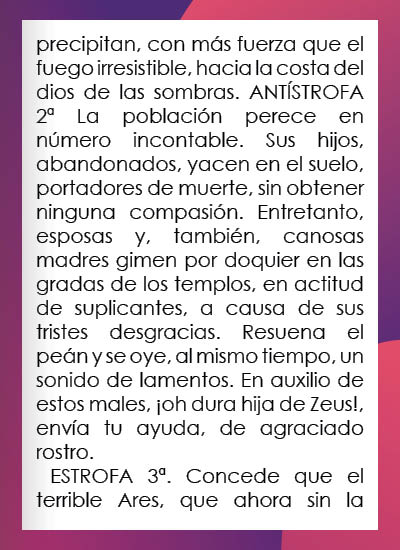 precipitan, con más fuerza que el
fuego irresistible, hacia la costa del
dios de las sombras. ANTÍSTROFA
2ª La población perece en
número incontable. Sus hijos,
abandonados, yacen en el suelo,
portadores de muerte, sin obtener
ninguna compasión. Entretanto,
esposas y, también, canosas
madres gimen por doquier en las
gradas de los templos, en actitud
de suplicantes, a causa de sus
tristes desgracias. Resuena el
peán y se oye, al mismo tiempo, un
sonido de lamentos. En auxilio de
estos males, ¡oh dura hija de Zeus!,
envía tu ayuda, de agraciado
rostro.
ESTROFA 3ª. Concede que el
terrible Ares, que ahora sin la